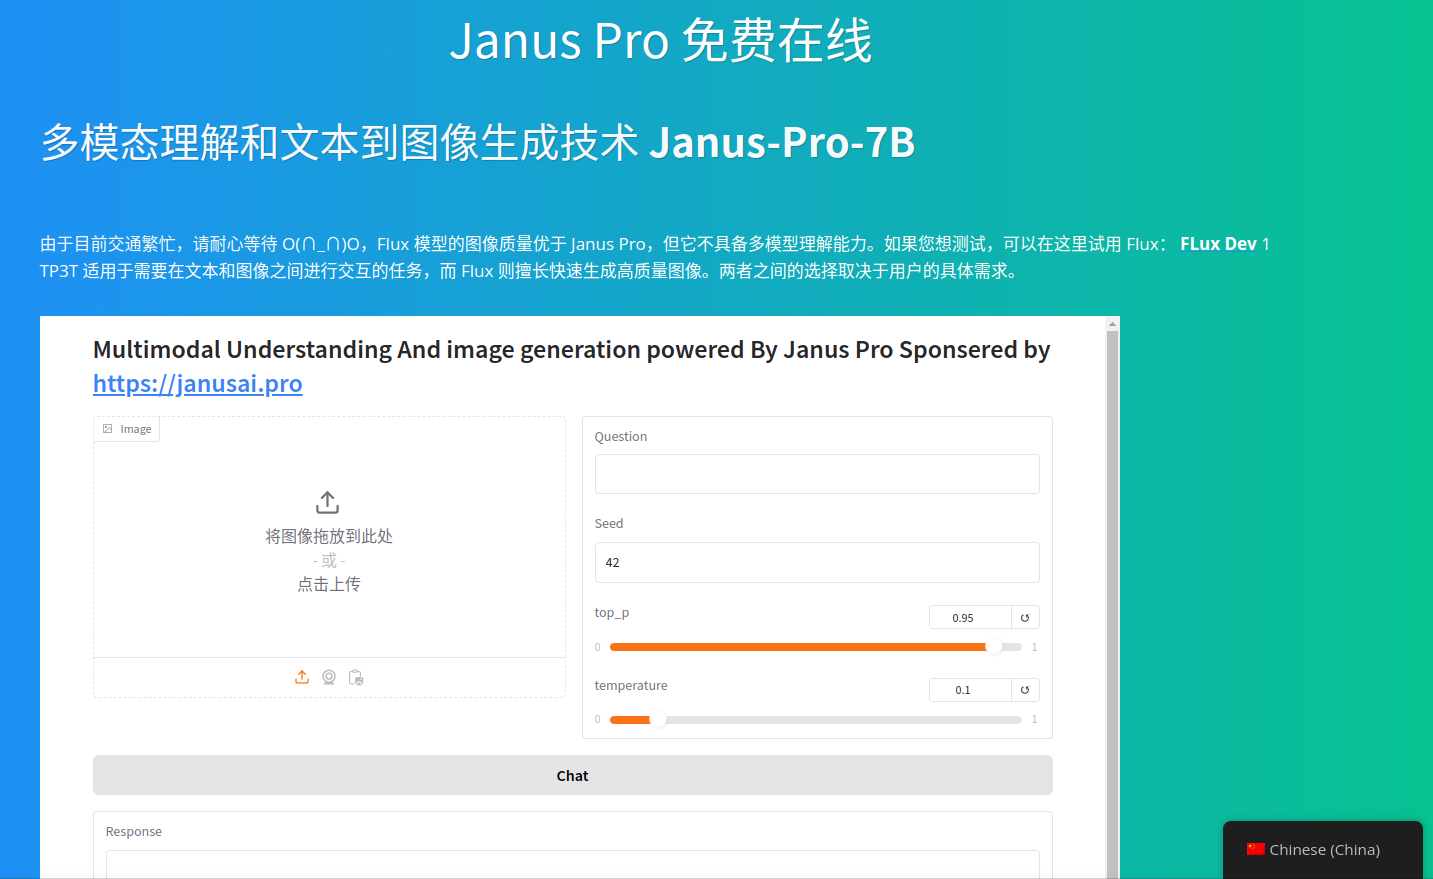 Janus Pro 免费在线
多模态理解和文本到图像生成技术 Janus-Pro-7B
由于目前交通繁忙，请耐心等待 O(∩_∩)O，Flux 模型的图像质量优于 Janus Pro，但它不具备多模型理解能力。如果您想测试，可以在这里试用 Flux： FLux Dev 1
TP3T 适用于需要在文本和图像之间进行交互的任务，而 Flux 则擅长快速生成高质量图像。两者之间的选择取决于用户的具体需求。
Multimodal Understanding And image generation powered By Janus Pro Sponsered by
https://janusai.pro
Image
将图像拖放到此处
- 或 -
点击上传
Question
Seed
42
top_p
0.95
0
1
temperature
0.1
0
1
Chat
Response
Chinese (China)